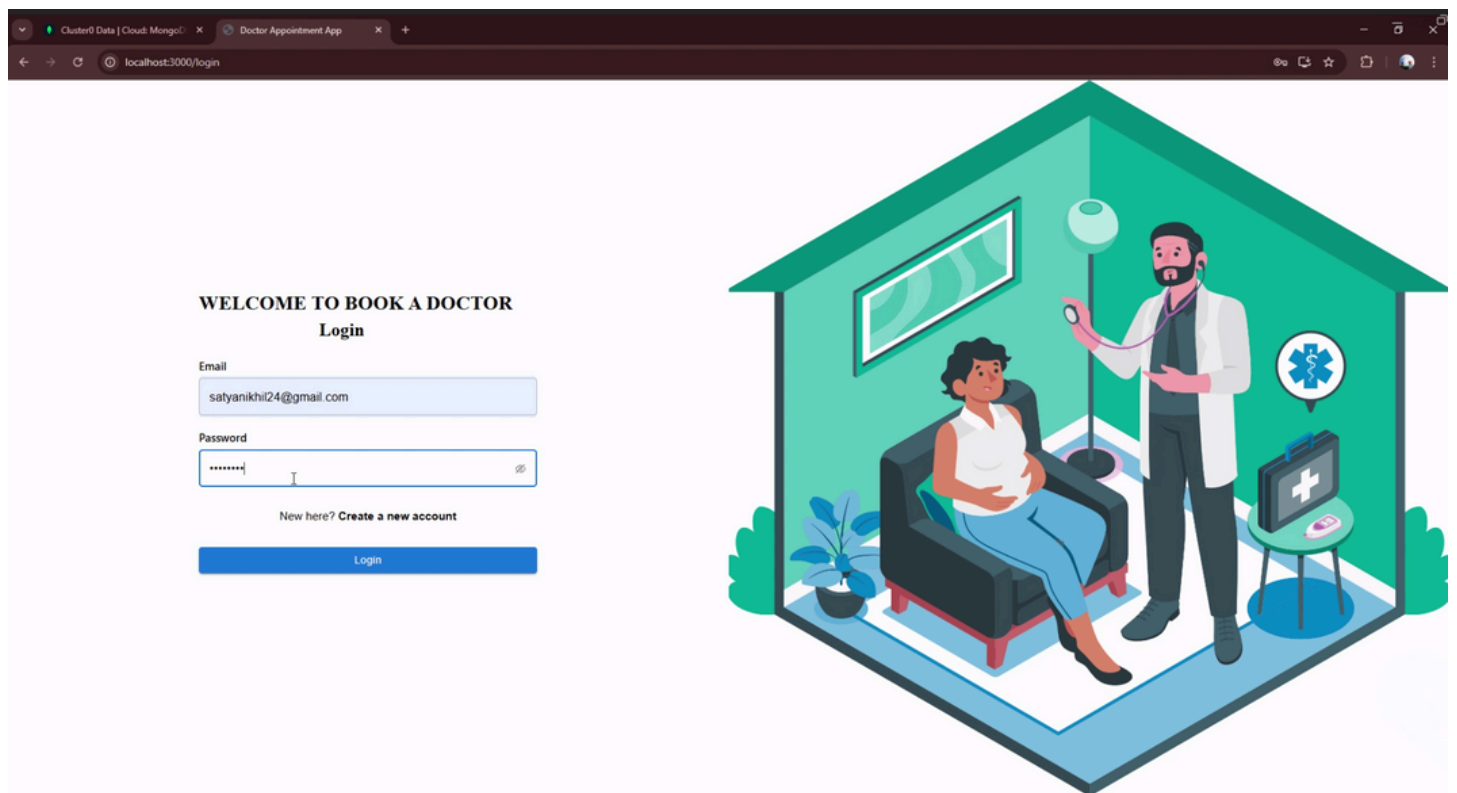 Cluster0 Data | Cloud: MongoD
Doctor Appointment App
localhost:3000/login
WELCOME TO BOOK A DOCTOR
Login
Email
satyanikhil24@gmail.com
Password
••••••••
New here? Create a new account
Login